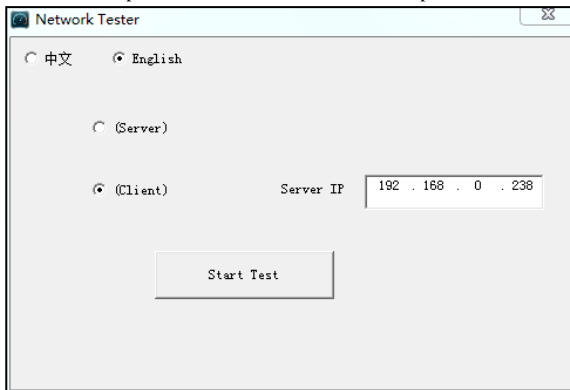 Network Tester
中文 English
(Server)
(Client) Server IP 192 . 168 . 0 . 238
Start Test